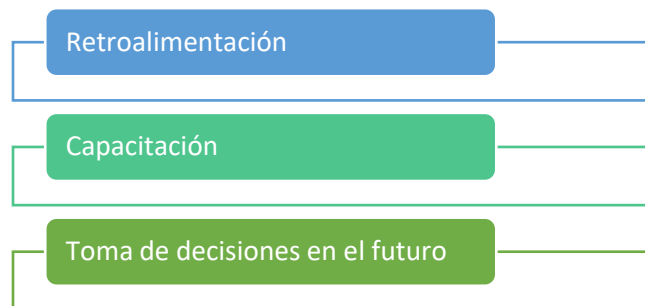 Retroalimentación
Capacitación
Toma de decisiones en el futuro